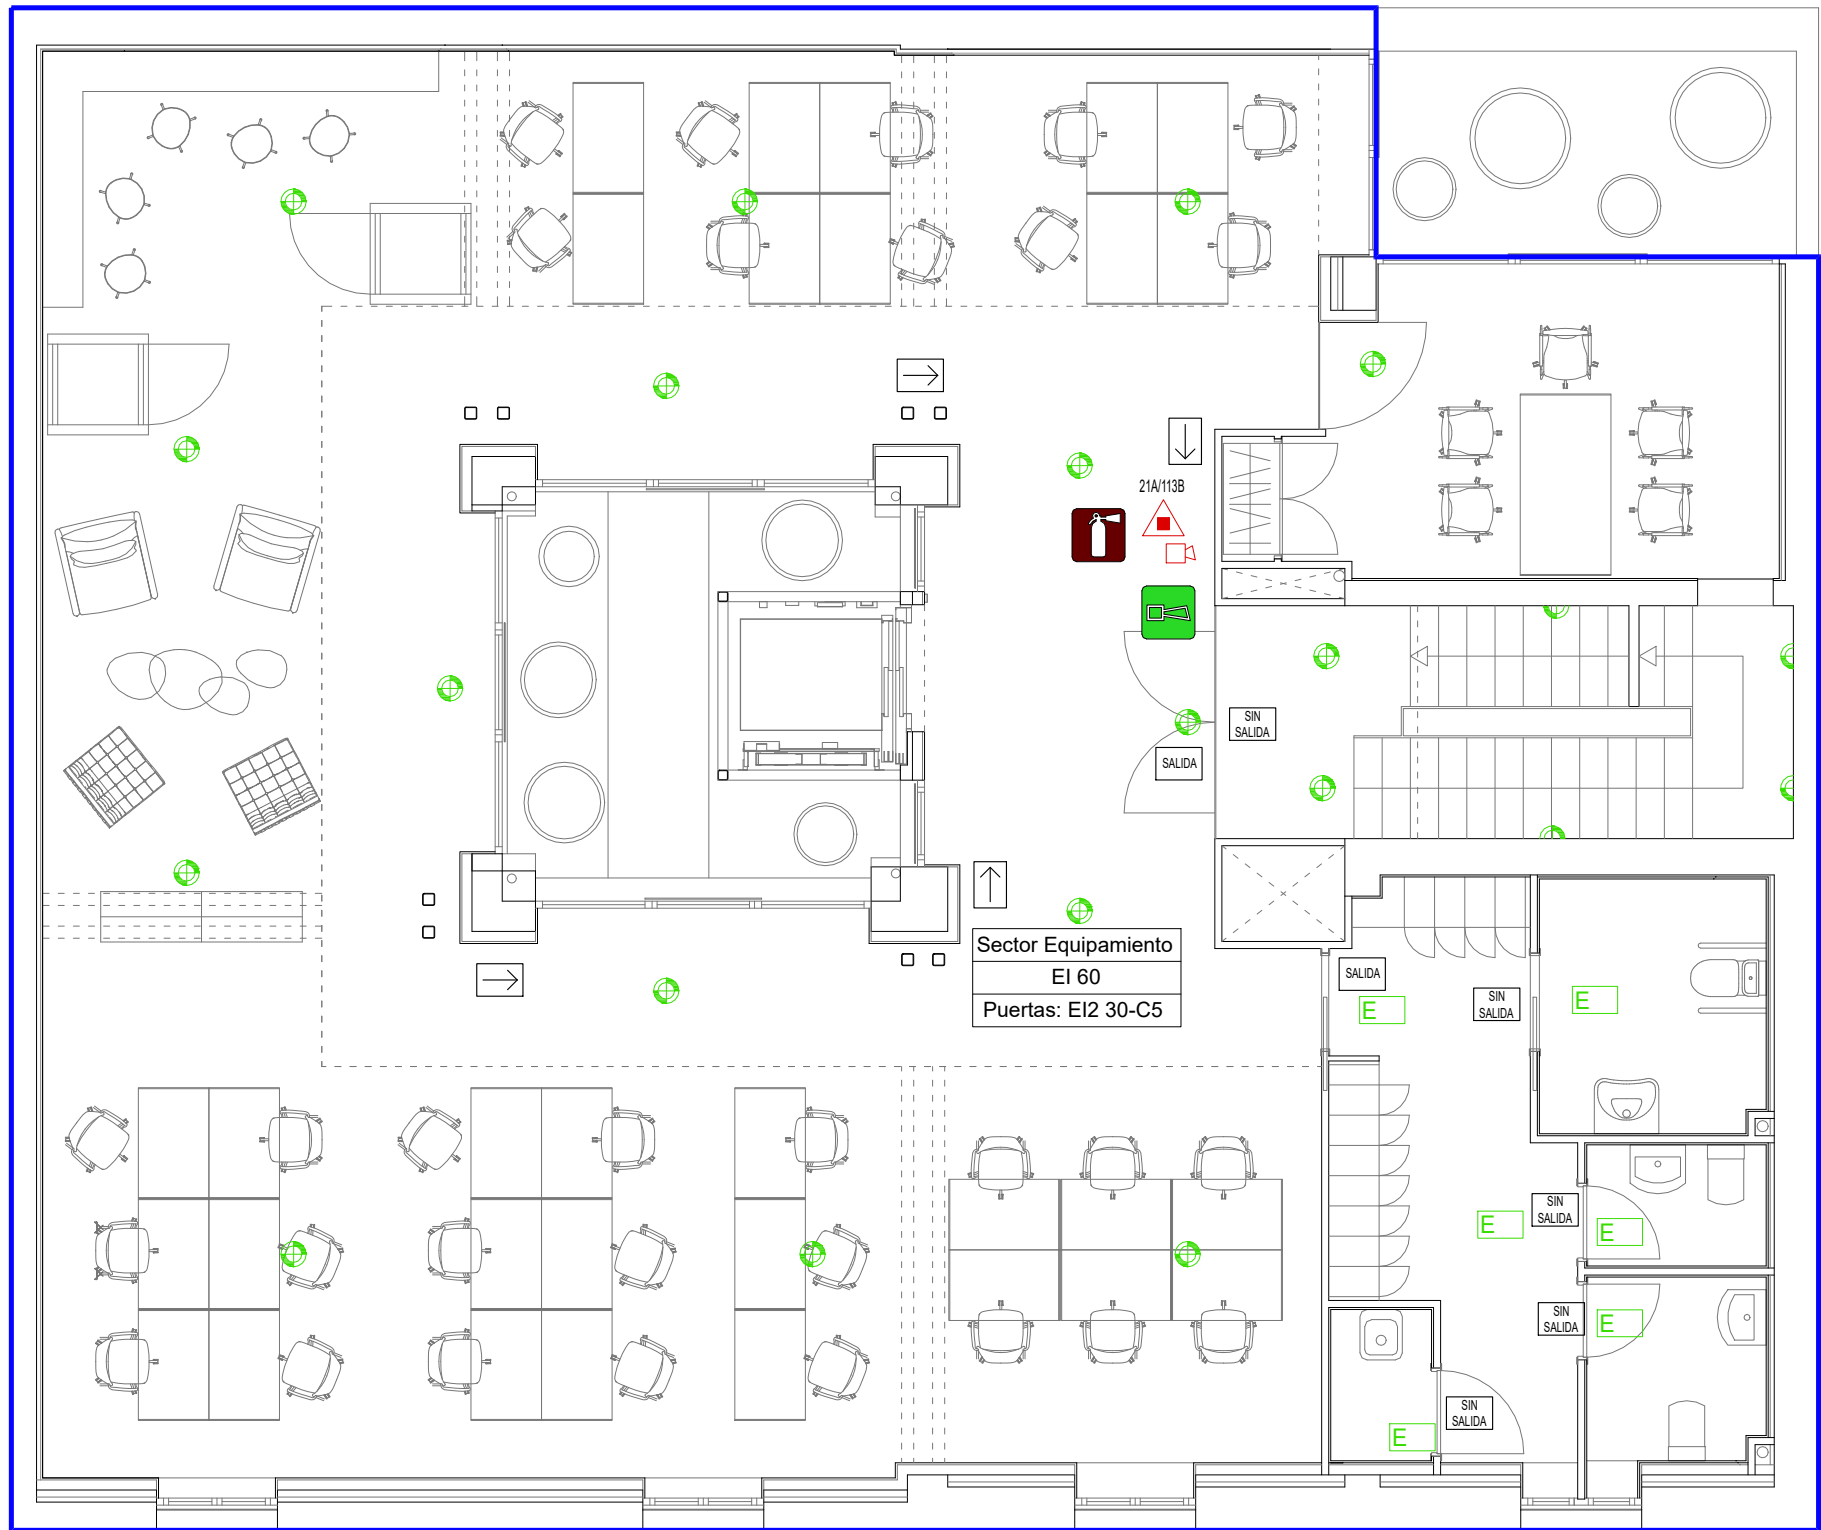 21A/113B
SIN
SALIDA
SALIDA
Sector Equipamiento
EI 60
Puertas: EI2 30-C5
SALIDA
E
SIN
SALIDA
E
SIN
SALIDA
E
E
SIN
SALIDA
E
SIN
SALIDA
E